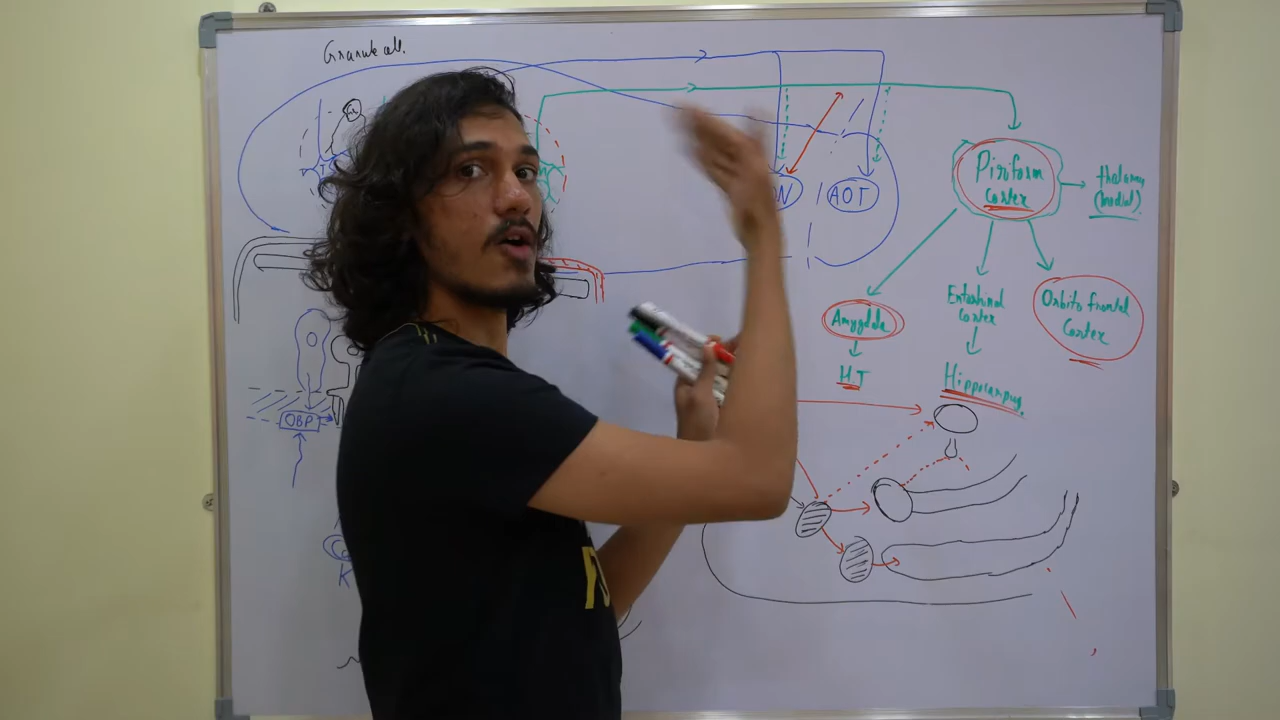 Granule cell.
N
AOT
Piriform
Cortex
thalamus
(medial).
Amygdala
HT
Entorhinal
Cortex
Hippocampus
Orbito frontal
Cortex
OBP
K